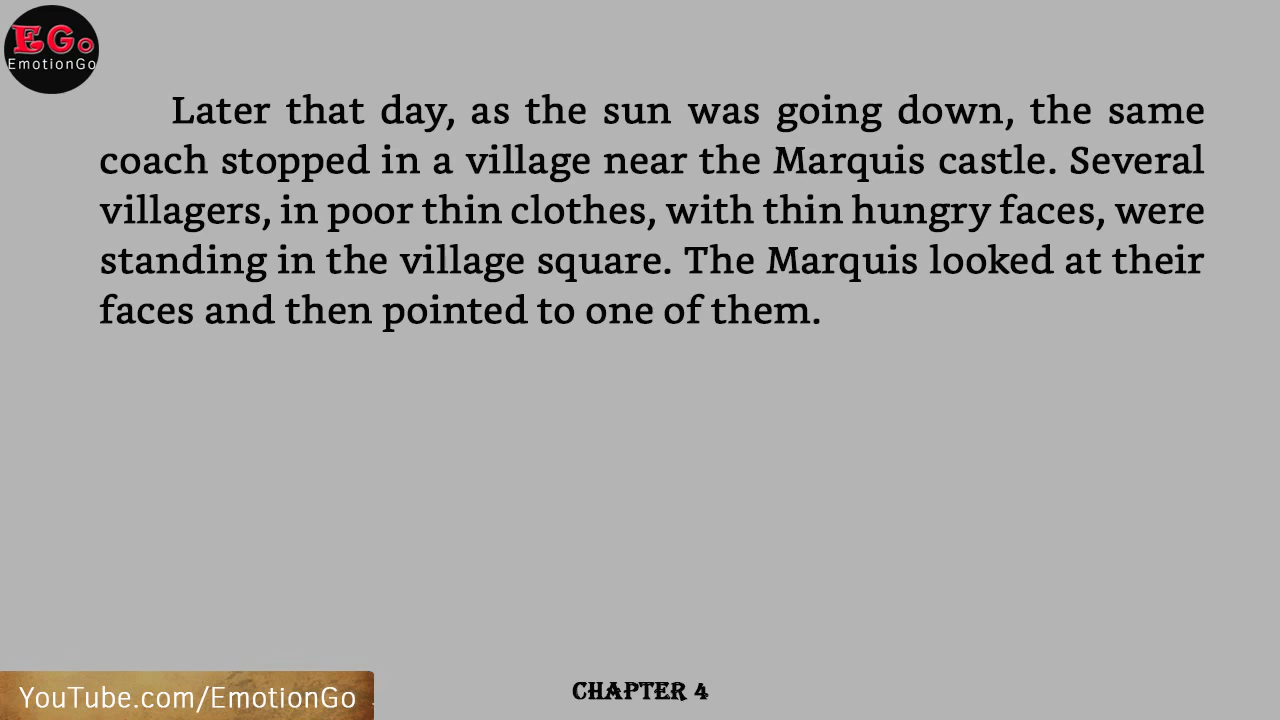 EGo
EmotionGo
Later that day, as the sun was going down, the same
coach stopped in a village near the Marquis castle. Several
villagers, in poor thin clothes, with thin hungry faces, were
standing in the village square. The Marquis looked at their
faces and then pointed to one of them.
YouTube.com/EmotionGo
CHAPTER 4